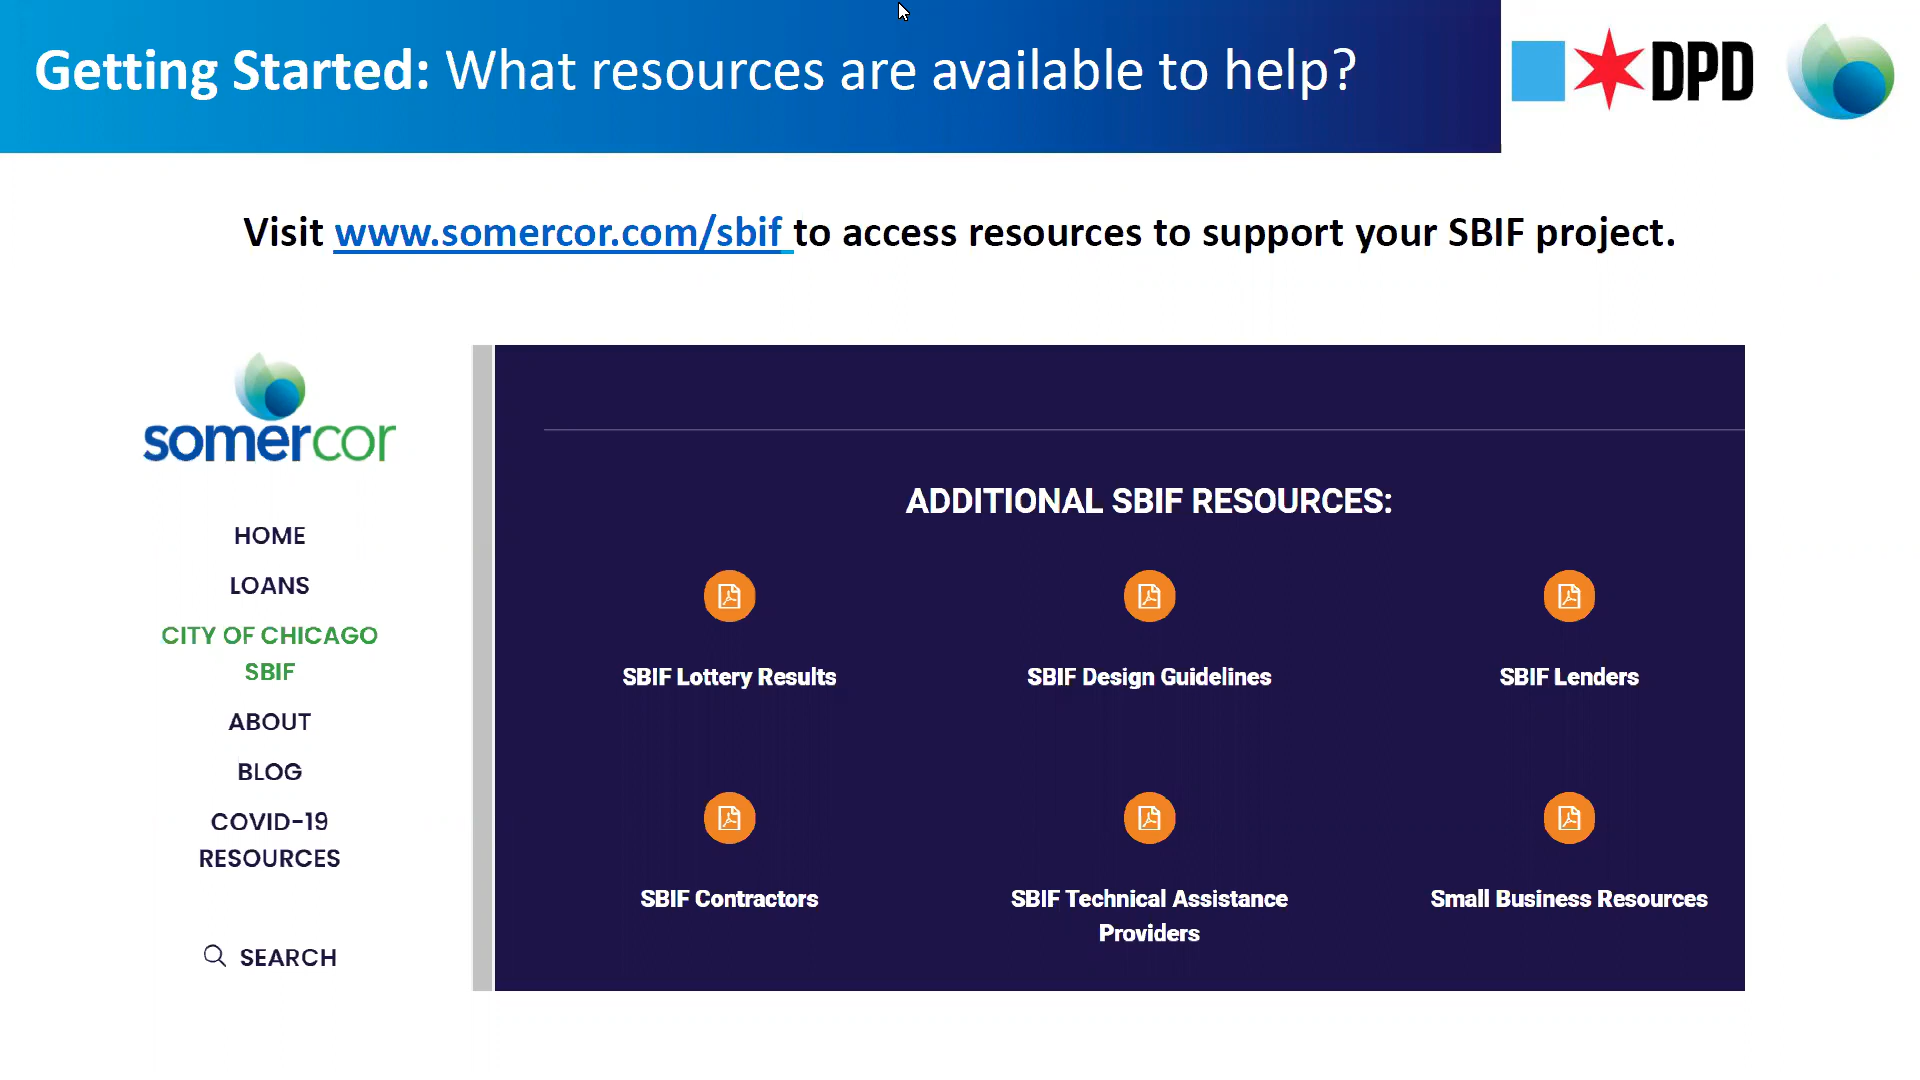 Getting Started: What resources are available to help?
DPD
Visit www.somercor.com/sbif to access resources to support your SBIF project.
somercor
HOME
LOANS
CITY OF CHICAGO
SBIF
ABOUT
BLOG
COVID-19
RESOURCES
SEARCH
ADDITIONAL SBIF RESOURCES:
SBIF Lottery Results
SBIF Design Guidelines
SBIF Lenders
SBIF Contractors
SBIF Technical Assistance
Providers
Small Business Resources